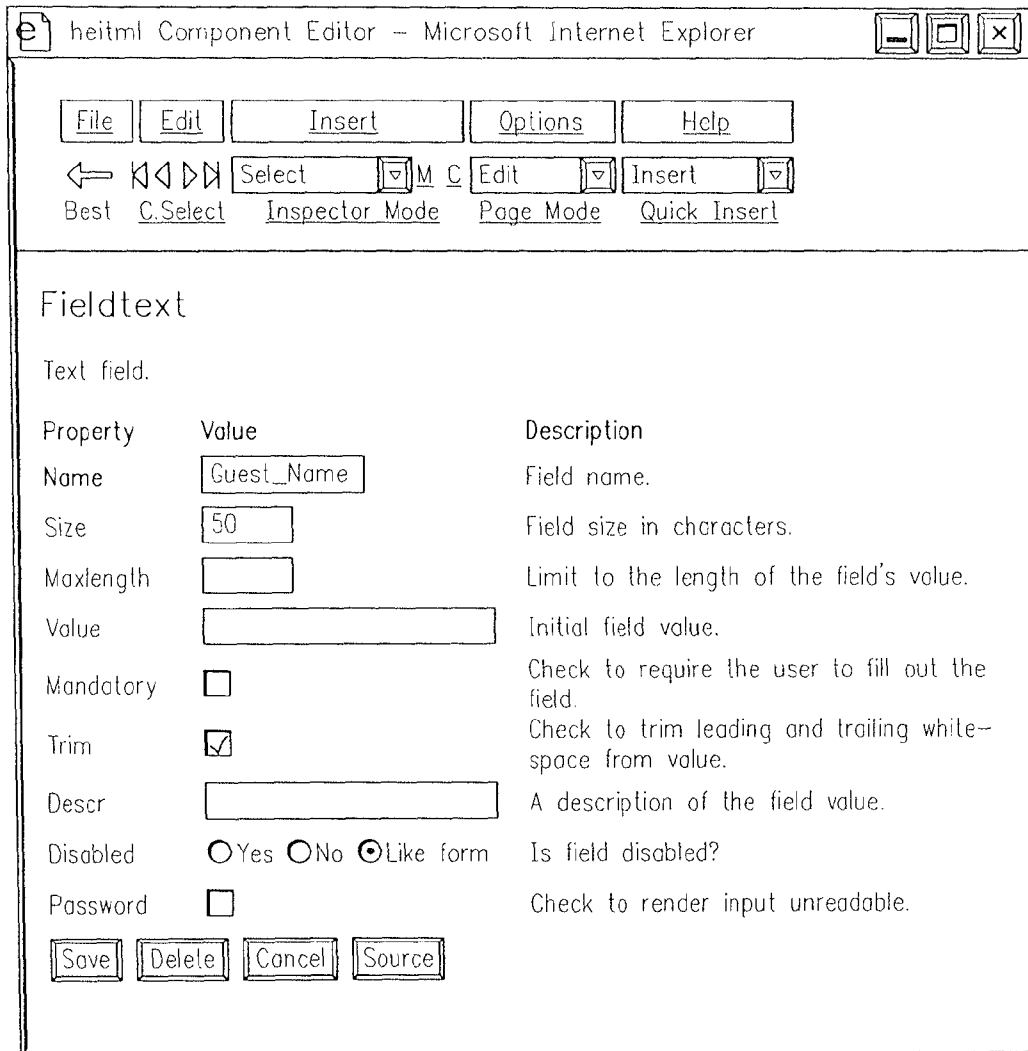 heitml Component Editor – Microsoft Internet Explorer
File Edit Insert Options Help
Select M C Edit Insert
Best C.Select Inspector Mode Page Mode Quick Insert
Fieldtext
Text field.
Property Value Description
Name Guest_Name Field name.
Size 50 Field size in characters.
Maxlength Limit to the length of the field's value.
Value Initial field value.
Mandatory Check to require the user to fill out the
field.
Trim Check to trim leading and trailing white-
space from value.
Descr A description of the field value.
Disabled Yes No Like form Is field disabled?
Password Check to render input unreadable.
Save Delete Cancel Source